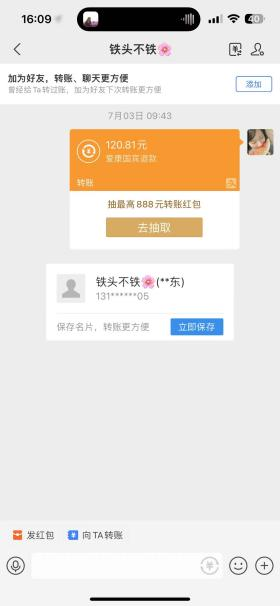 16:09
40
铁头不铁🌸
加为好友，转账、聊天更方便
曾经给Ta转过账，加为好友下次转账更方便
添加
7月03日 09:43
120.81元
爱康国宾退款
转账
抽最高888元转账红包
去抽取
铁头不铁🌸(**东)
131******05
保存名片，转账更方便
立即保存
发红包
向TA转账